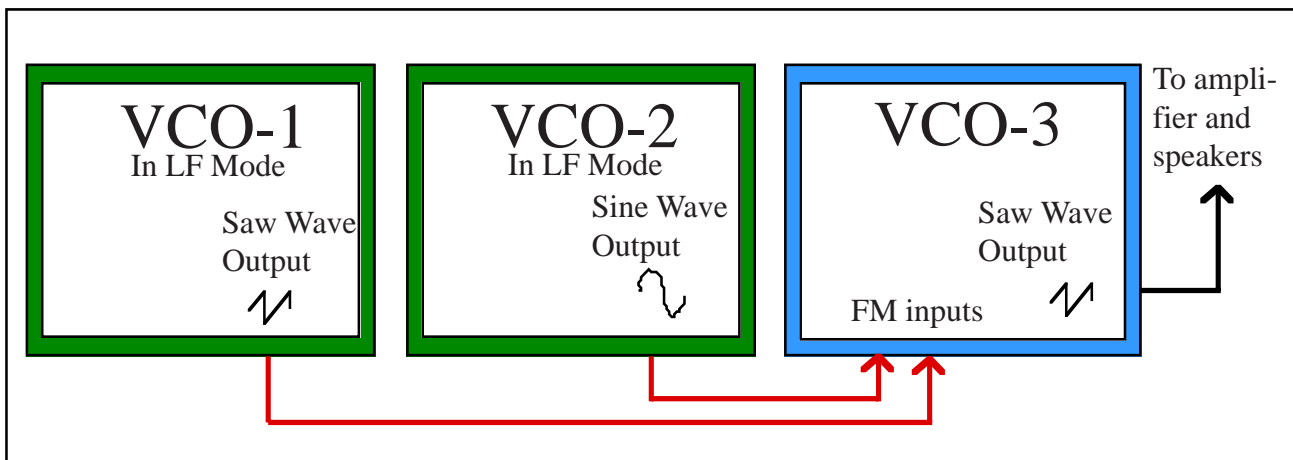 VCO-1
In LF Mode
Saw Wave
Output
VCO-2
In LF Mode
Sine Wave
Output
VCO-3
Saw Wave
Output
FM inputs
To ampli-
fier and
speakers